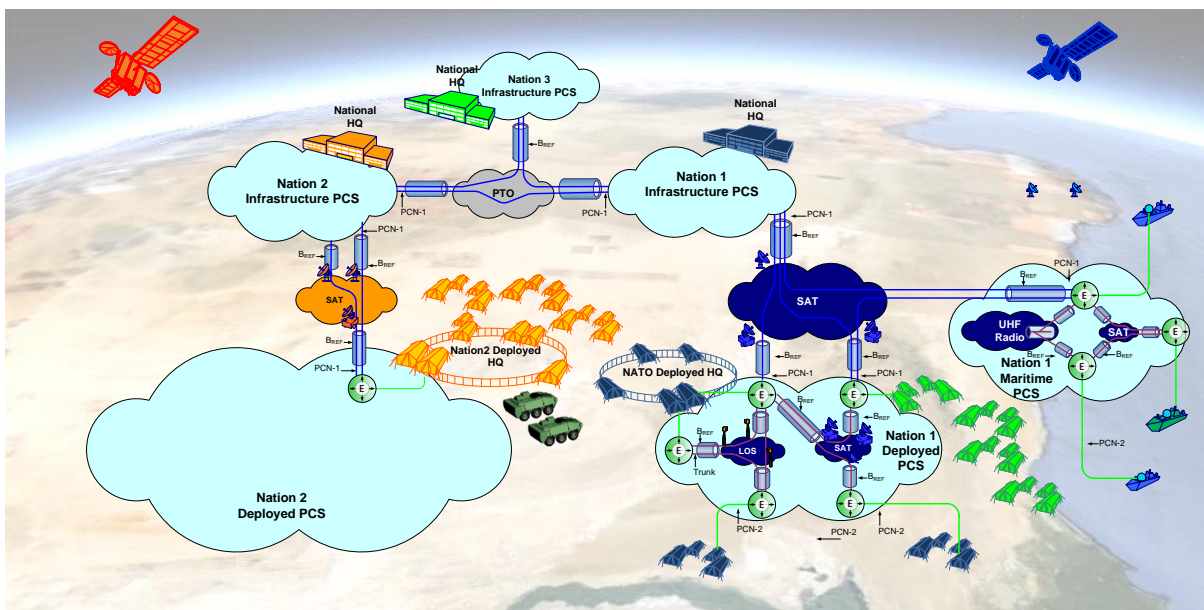 National
HQ
Nation 3
Infrastructure PCS
National
HQ
National
HQ
BREF
Nation 2
Infrastructure PCS
PTO
Nation 1
Infrastructure PCS
PCN-1
PCN-1
PCN-1
BREF
PCN-1
BREF
BREF
SAT
SAT
PCN-1
BREF
UHF
Radio
SAT
E
E
E
BREF
BREF
Nation 1
Maritime
PCS
BREF
PCN-1
E
Nation2 Deployed
HQ
BREF
BREF
PCN-1
PCN-1
NATO Deployed HQ
E
E
BREF
BREF
BREF
Trunk
E
LOS
SAT
Nation 1
Deployed
PCS
BREF
E
E
PCN-2
Nation 2
Deployed PCS
PCN-2
PCN-2
PCN-2